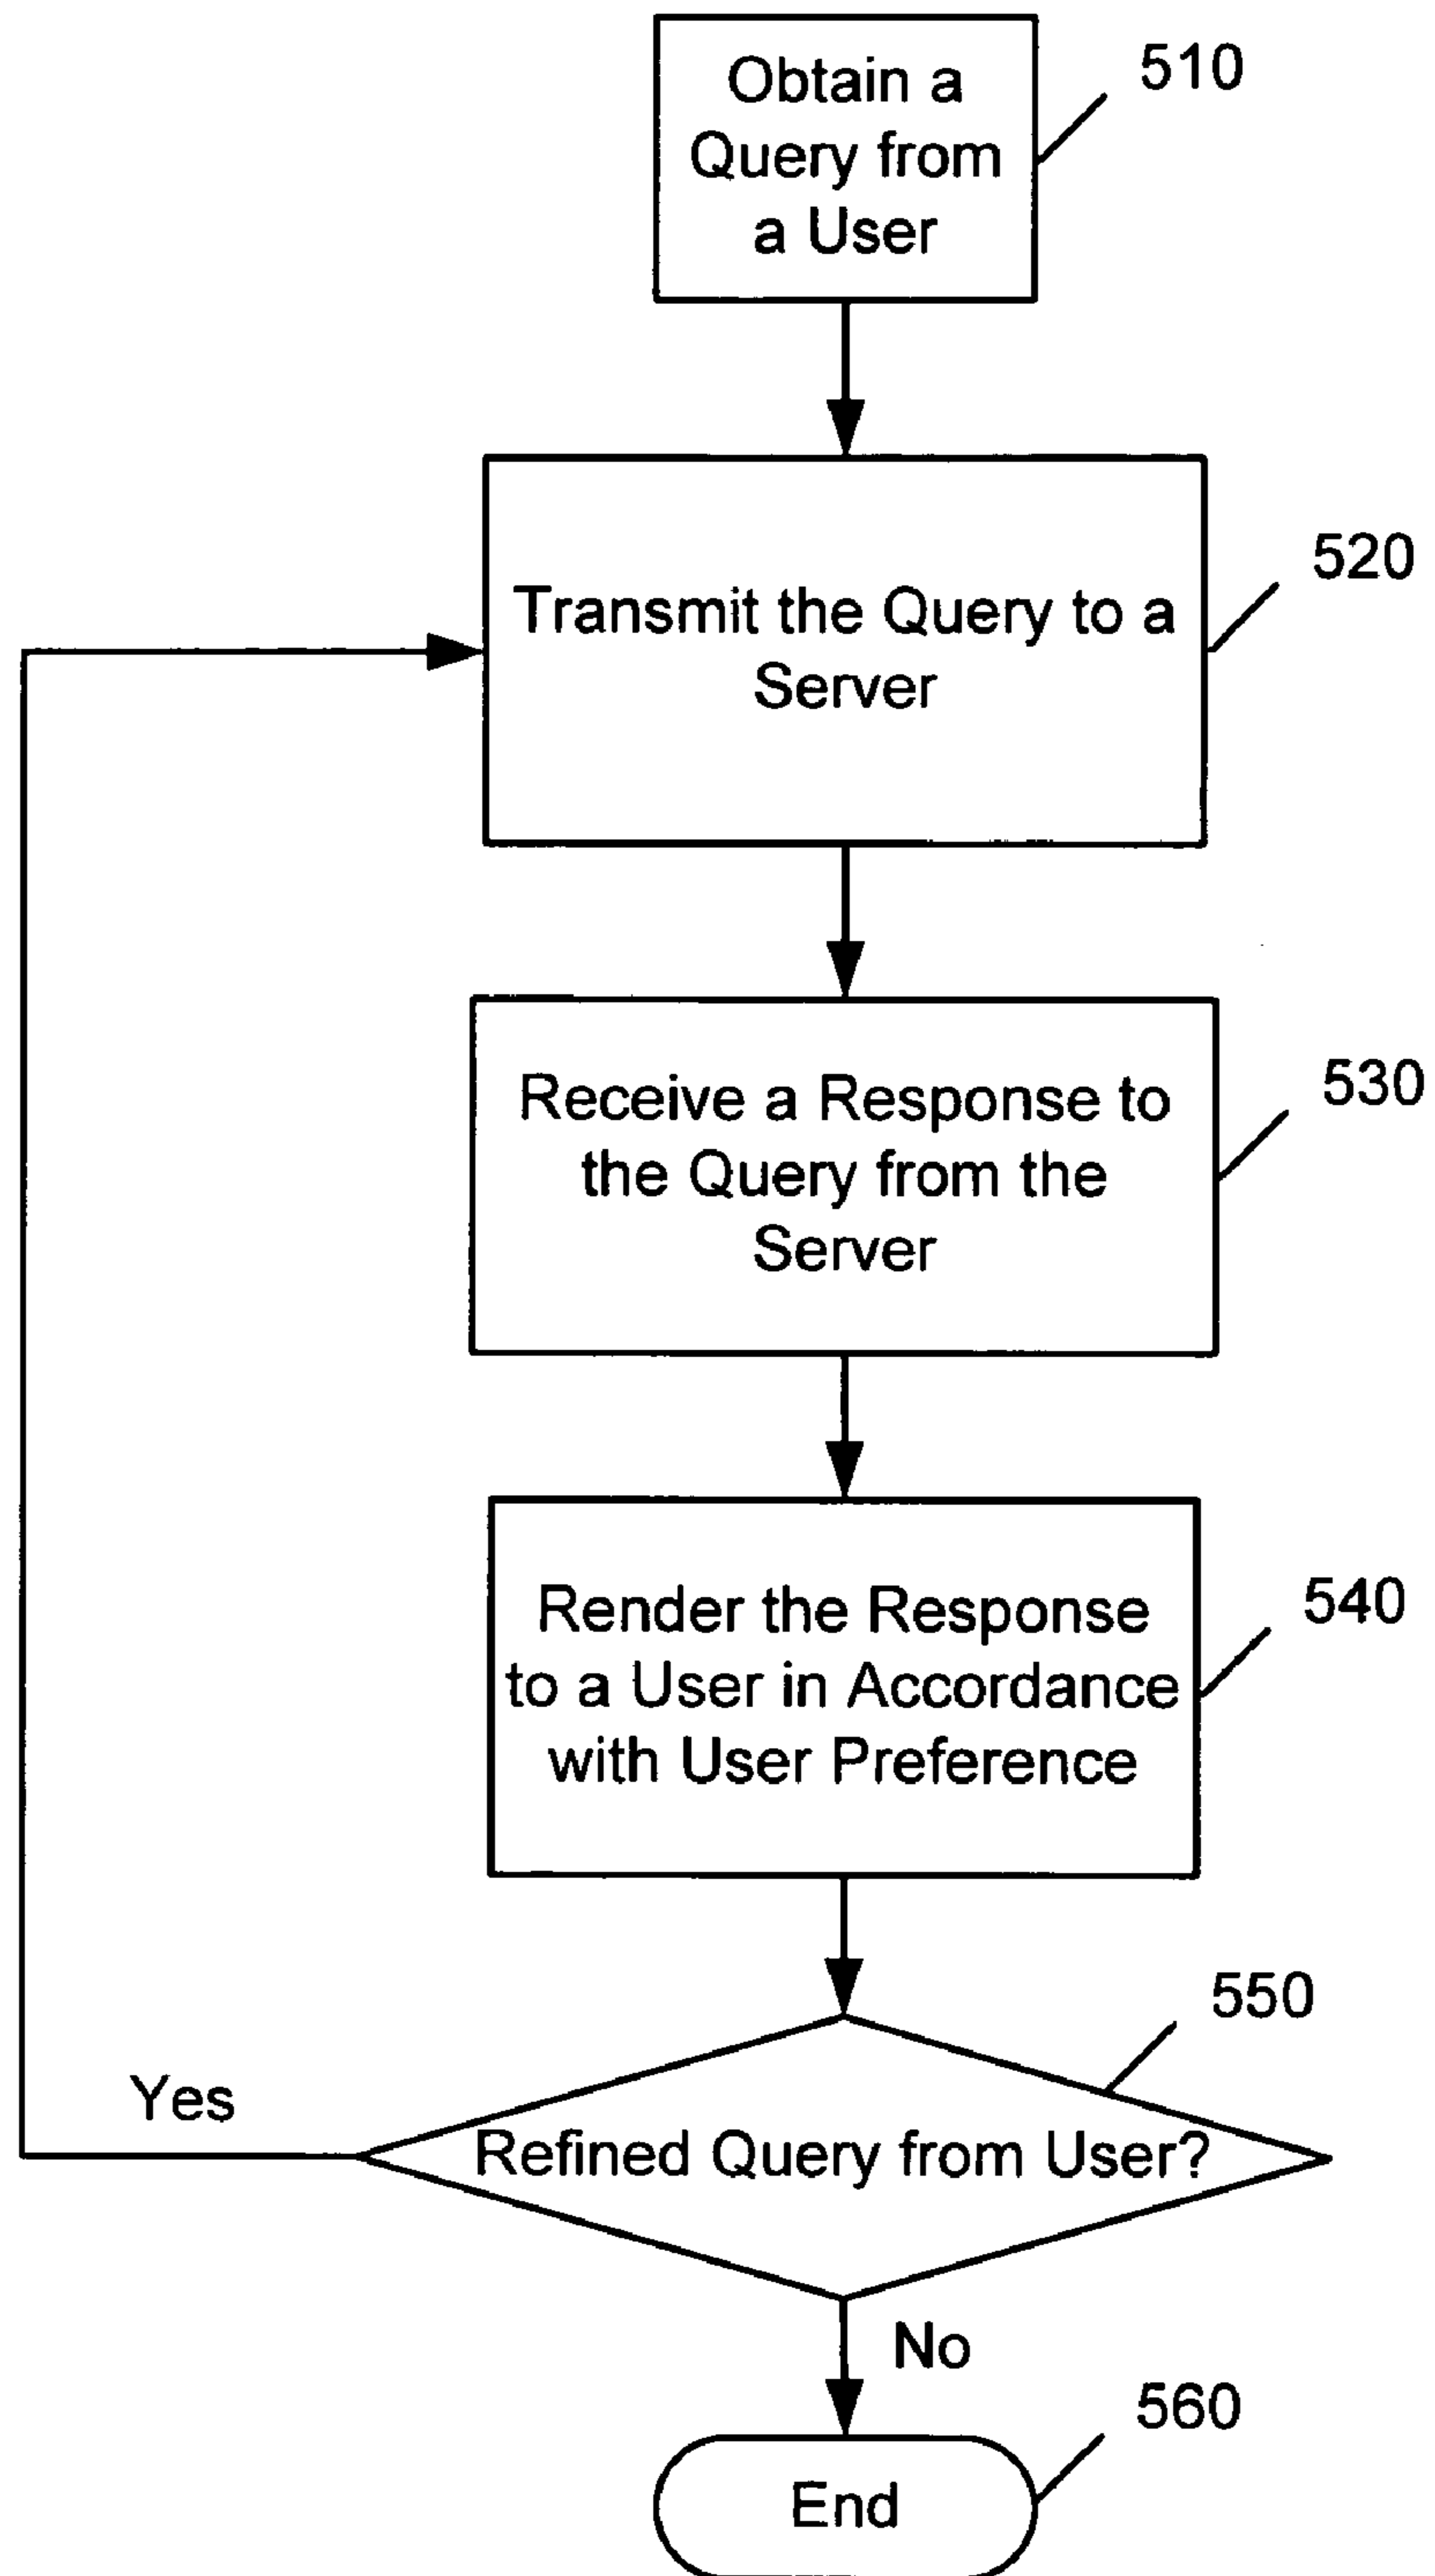 Obtain a
Query from
a User
510
Transmit the Query to a
Server
520
Receive a Response to
the Query from the
Server
530
Render the Response
to a User in Accordance
with User Preference
540
550
Yes
Refined Query from User?
No
560
End